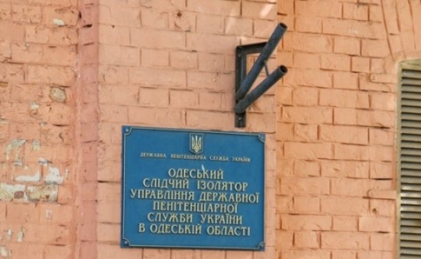 ДЕРЖАВНА ПЕНІТЕНЦІАРНА СЛУЖБА УКРАЇНИ
ОДЕСЬКИЙ
СЛІДЧИЙ ІЗОЛЯТОР
УПРАВЛІННЯ ДЕРЖАВНОЇ
ПЕНІТЕНЦІАРНОЇ
СЛУЖБИ УКРАЇНИ
В ОДЕСЬКІЙ ОБЛАСТІ